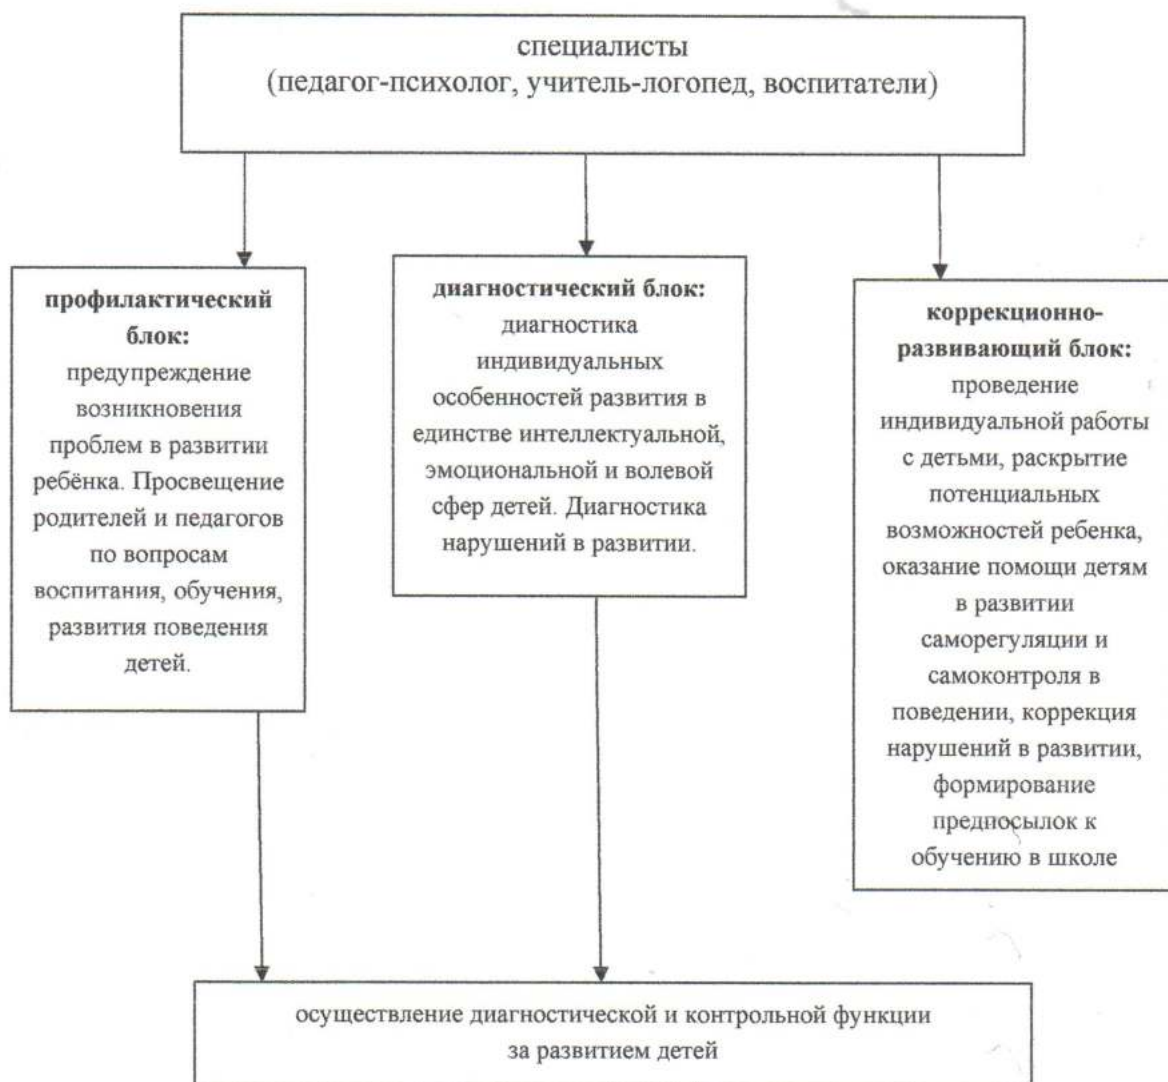 специалисты
(педагог-психолог, учитель-логопед, воспитатели)
профилактический
блок:
предупреждение
возникновения
проблем в развитии
ребёнка. Просвещение
родителей и педагогов
по вопросам
воспитания, обучения,
развития поведения
детей.
диагностический блок:
диагностика
индивидуальных
особенностей развития в
единстве интеллектуальной,
эмоциональной и волевой
сфер детей. Диагностика
нарушений в развитии.
коррекционно-
развивающий блок:
проведение
индивидуальной работы
с детьми, раскрытие
потенциальных
возможностей ребенка,
оказание помощи детям
в развитии
саморегуляции и
самоконтроля в
поведении, коррекция
нарушений в развитии,
формирование
предпосылок к
обучению в школе
осуществление диагностической и контрольной функции
за развитием детей